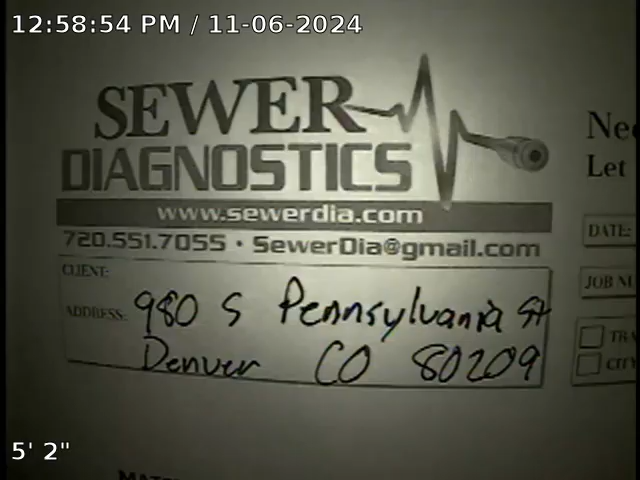 12:58:54 PM / 11-06-2024
SEWER
DIAGNOSTICS
www.sewerdia.com
720.551.7055 • SewerDia@gmail.com
CLIENT:
ADDRESS: 980 S Pennsylvania St
Denver CO 80209
Let
DATE:
JOB
5' 2"